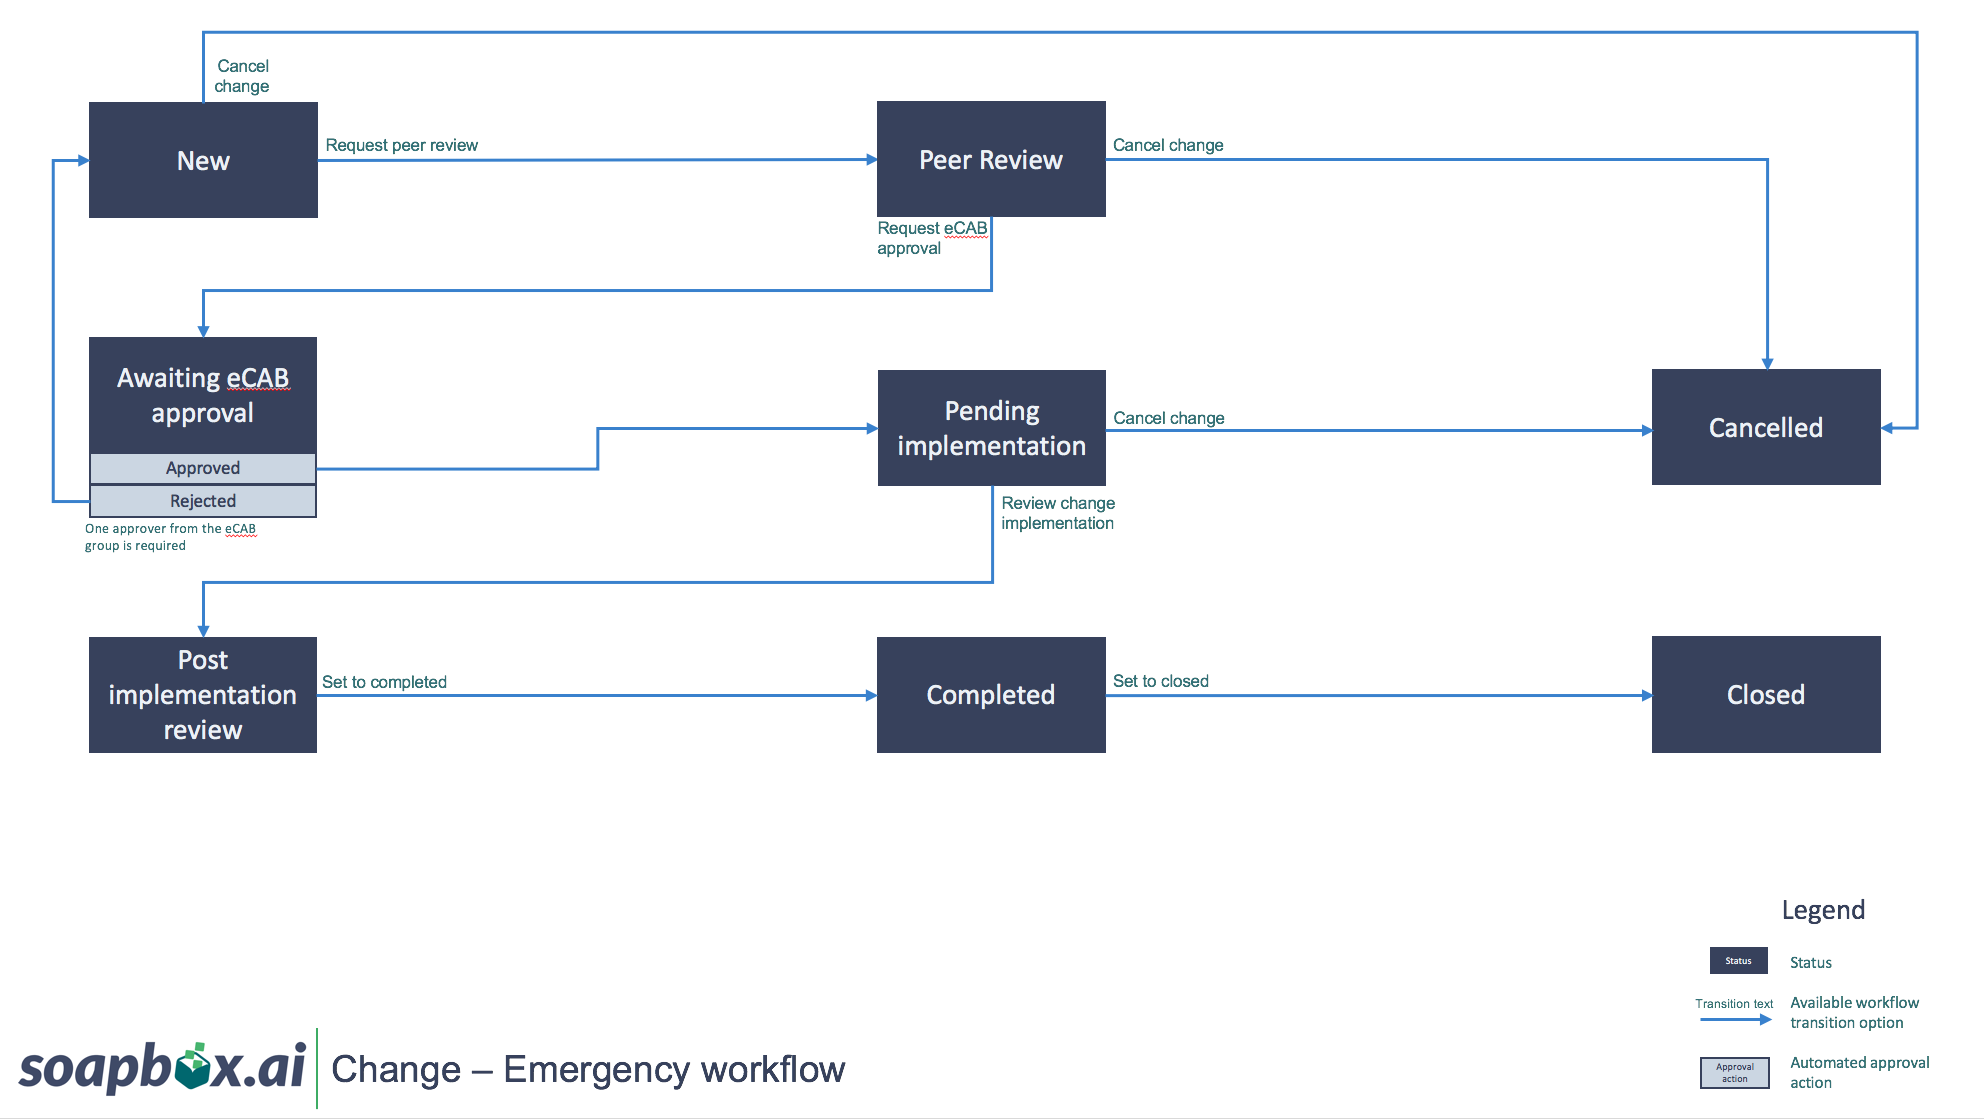 Cancel
change
New
Request peer review
Peer Review
Cancel change
Request eCAB
approval
Awaiting eCAB
approval
Approved
Rejected
One approver from the eCAB
group is required
Pending
implementation
Cancel change
Cancelled
Review change
implementation
Post
implementation
review
Set to completed
Completed
Set to closed
Closed
Legend
Status
Status
Transition text
Available workflow
transition option
Approval
action
Automated approval
action
soapbox.ai
Change – Emergency workflow